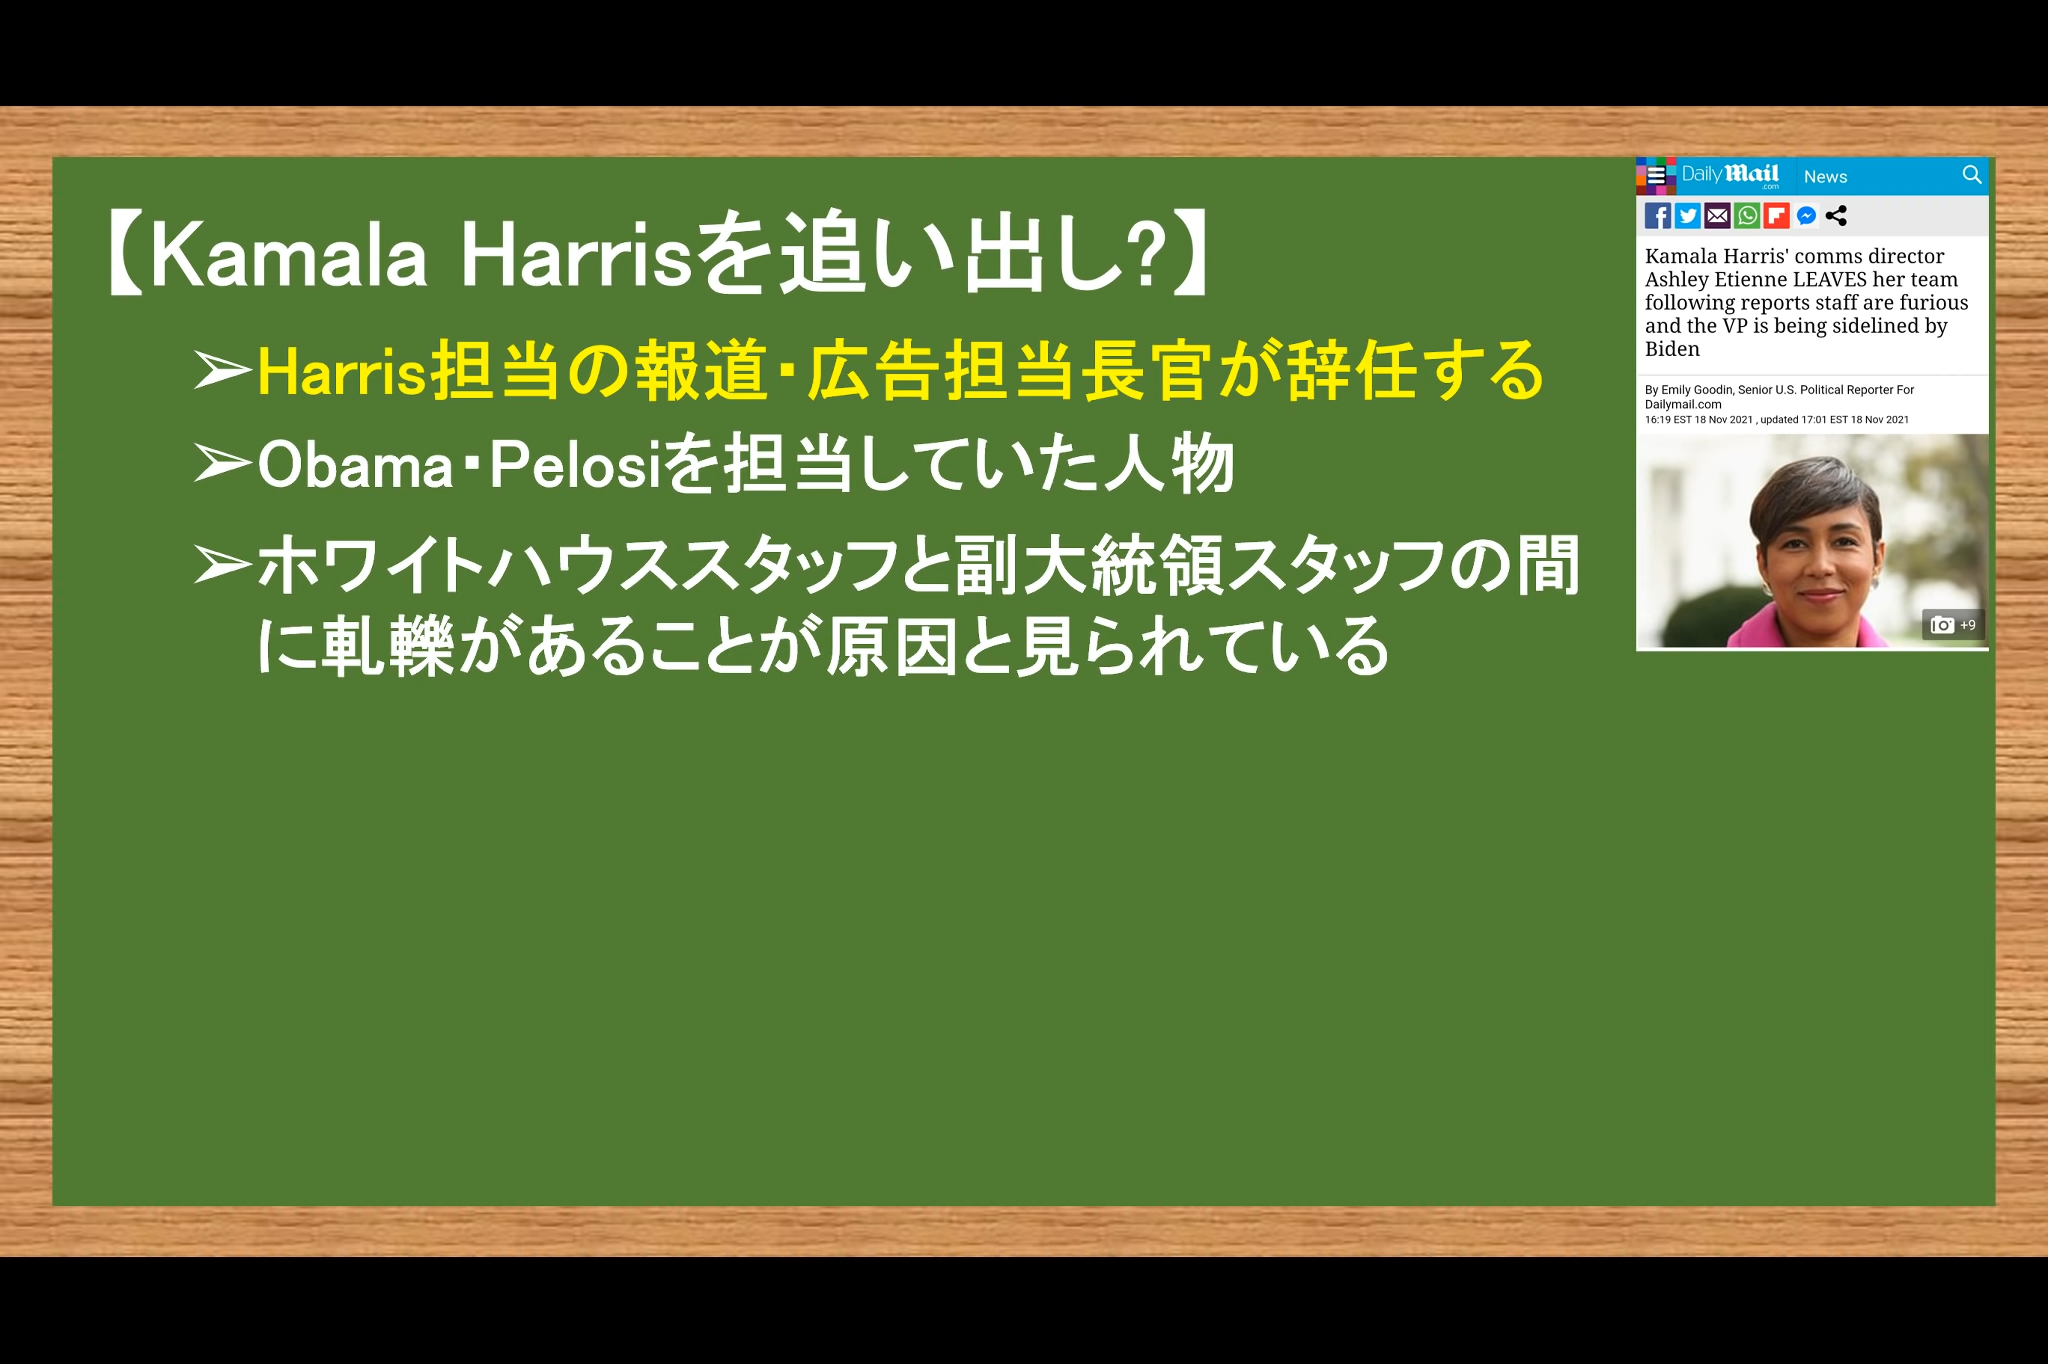 【Kamala Harrisを追い出し?】
➢Harris担当の報道・広告担当長官が辞任する
➢Obama・Pelosiを担当していた人物
➢ホワイトハウススタッフと副大統領スタッフの間
に軋轢があることが原因と見られている
Daily Mail .com News
Kamala Harris' comms director
Ashley Etienne LEAVES her team
following reports staff are furious
and the VP is being sidelined by
Biden
By Emily Goodin, Senior U.S. Political Reporter For
Dailymail.com
16:19 EST 18 Nov 2021 , updated 17:01 EST 18 Nov 2021
+9